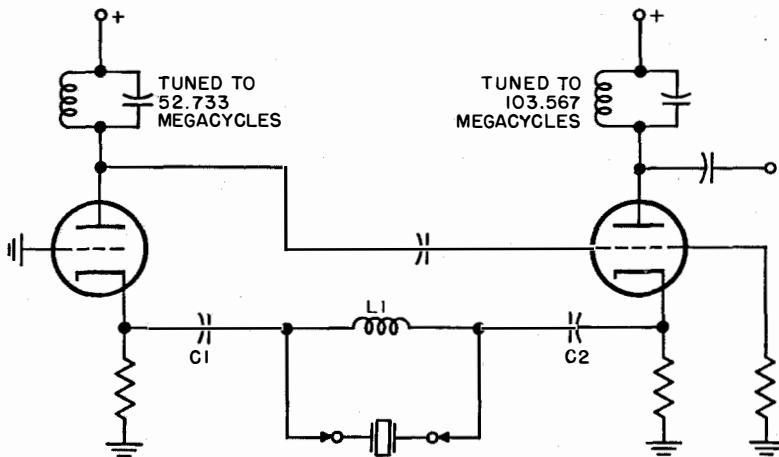 +
+
TUNED TO
52.733
MEGACYCLES
TUNED TO
103.567
MEGACYCLES
L1
C1
C2